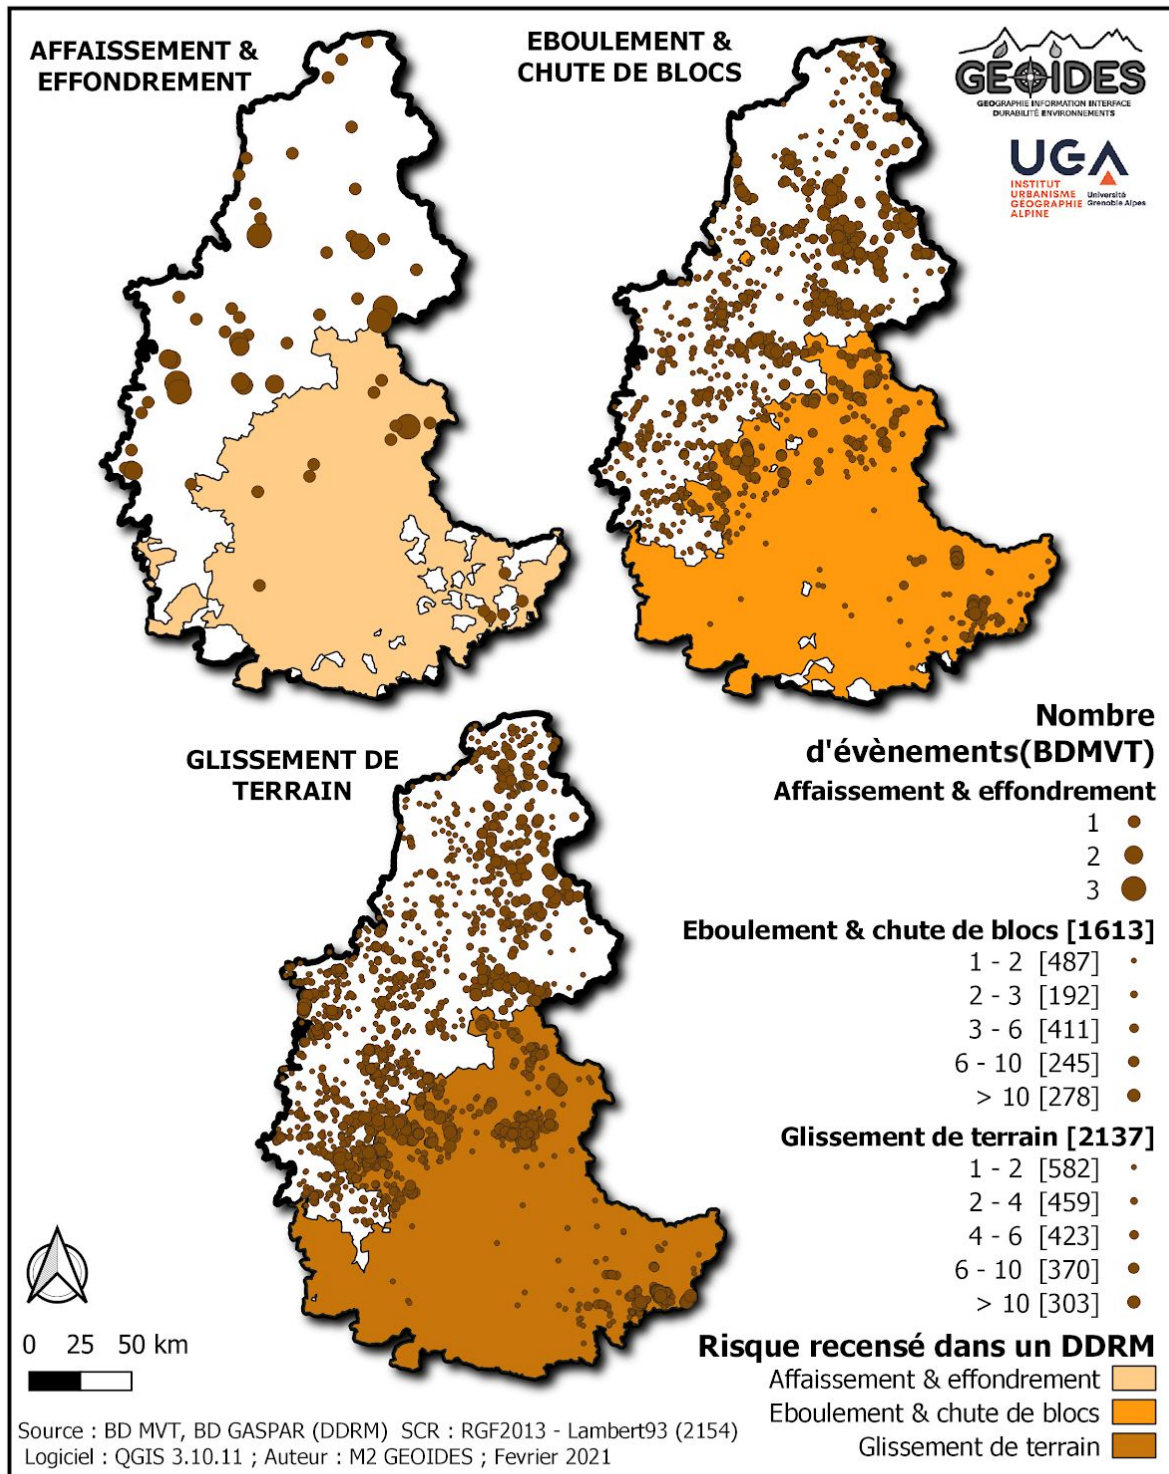 AFFAISSEMENT &
EFFONDREMENT
EBOULEMENT &
CHUTE DE BLOCS
GÉOIDES
GEOGRAPHIE INFORMATION INTERFACE
DURABILITÉ ENVIRONNEMENTS
UGA
INSTITUT
URBANISME
GÉOGRAPHIE
ALPINE
Université
Grenoble Alpes
GLISSEMENT DE
TERRAIN
Nombre
d'évènements(BDMVT)
Affaissement & effondrement
1
2
3
Eboulement & chute de blocs [1613]
1 - 2 [487]
2 - 3 [192]
3 - 6 [411]
6 - 10 [245]
> 10 [278]
Glissement de terrain [2137]
1 - 2 [582]
2 - 4 [459]
4 - 6 [423]
6 - 10 [370]
> 10 [303]
Risque recensé dans un DDRM
Affaissement & effondrement
Eboulement & chute de blocs
Glissement de terrain
0 25 50 km
Source : BD MVT, BD GASPAR (DDRM) SCR : RGF2013 - Lambert93 (2154)
Logiciel : QGIS 3.10.11 ; Auteur : M2 GEOIDES ; Fevrier 2021